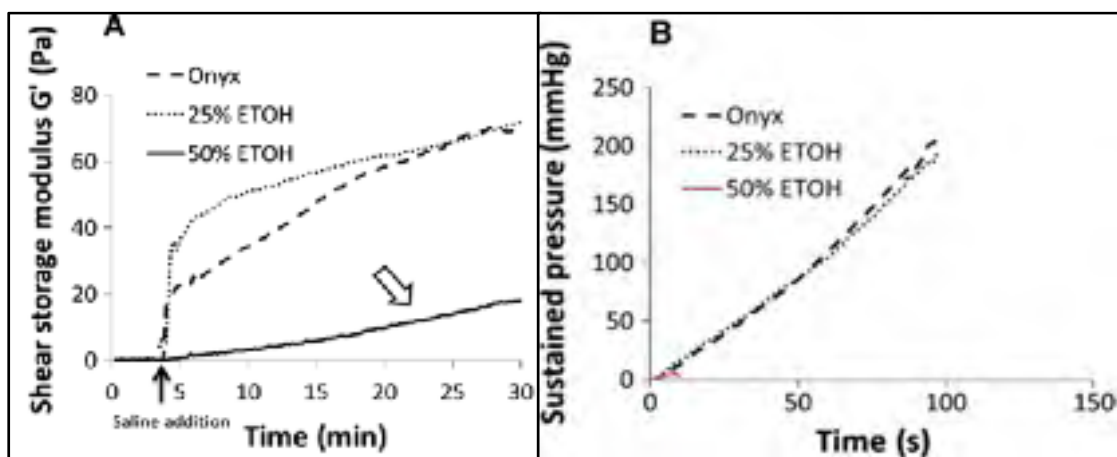 A
Shear storage modulus G' (Pa)
Onyx
25% ETOH
50% ETOH
80
60
40
20
0
0 5 10 15 20 25 30
Saline addition
Time (min)
B
Sustained pressure (mmHg)
250
200
150
100
50
0
Onyx
25% ETOH
50% ETOH
0 50 100 150
Time (s)